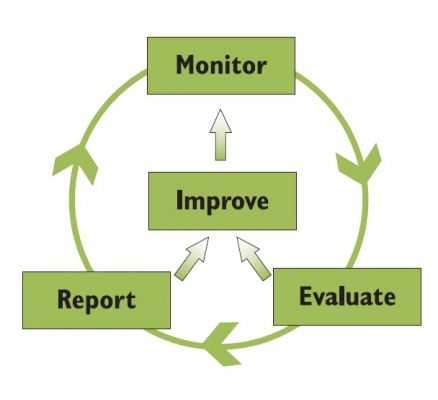 Monitor
Improve
Report
Evaluate